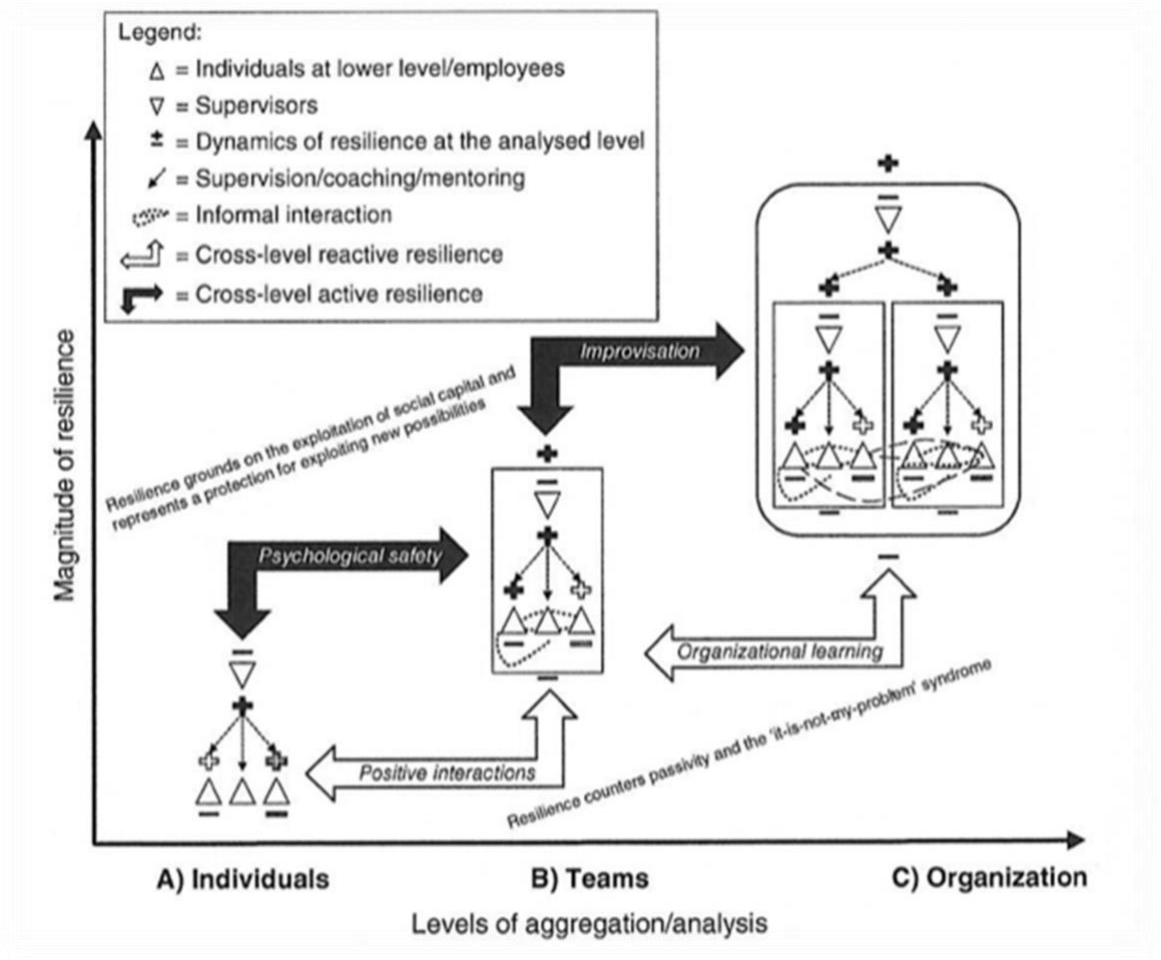 Legend:
= Individuals at lower level/employees
= Supervisors
= Dynamics of resilience at the analysed level
= Supervision/coaching/mentoring
= Informal interaction
= Cross-level reactive resilience
= Cross-level active resilience
Magnitude of resilience
Improvisation
Resilience grounds on the exploitation of social capital and
represents a protection for exploiting new possibilities
Psychological safety
Organizational learning
Positive interactions
Resilience counters passivity and the 'it-is-not-my-problem' syndrome
A) Individuals
B) Teams
C) Organization
Levels of aggregation/analysis